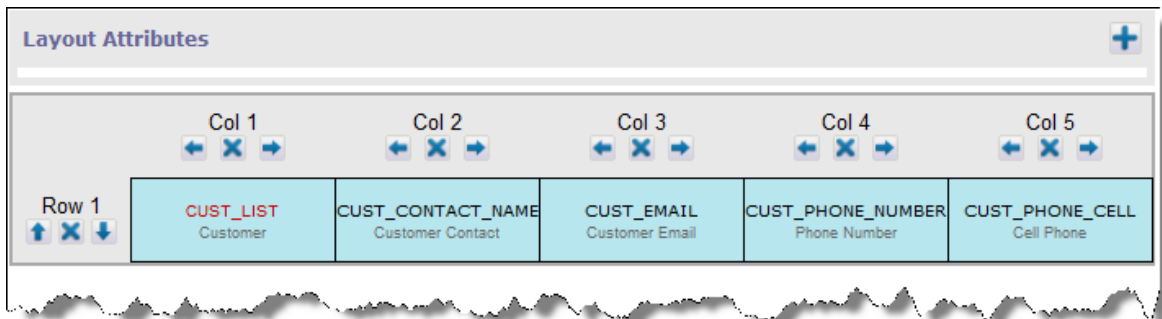 Layout Attributes
Col 1 Col 2 Col 3 Col 4 Col 5
Row 1
CUST_LIST CUST_CONTACT_NAME CUST_EMAIL CUST_PHONE_NUMBER CUST_PHONE_CELL
Customer Customer Contact Customer Email Phone Number Cell Phone